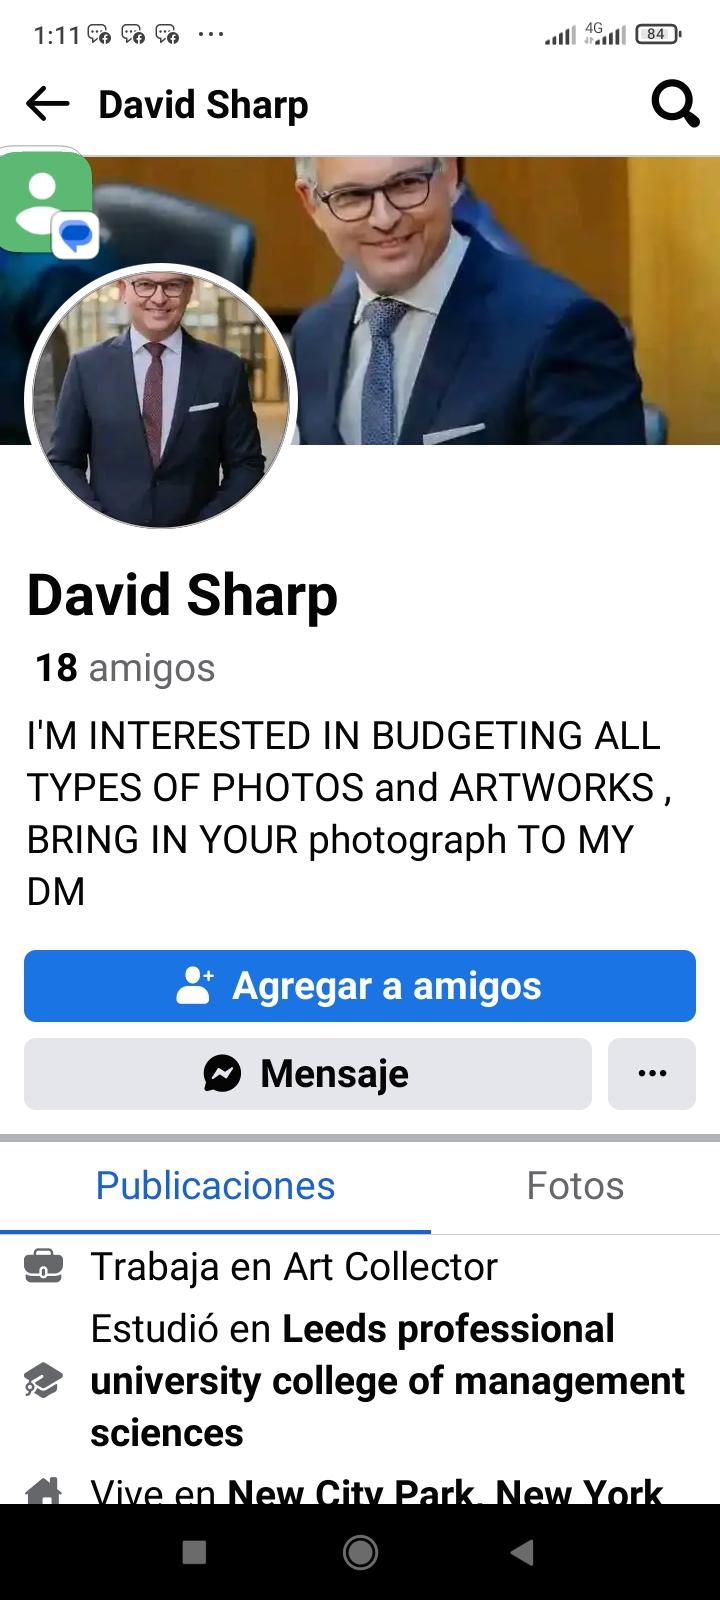 1:11
4G
84
David Sharp
David Sharp
18 amigos
I'M INTERESTED IN BUDGETING ALL
TYPES OF PHOTOS and ARTWORKS ,
BRING IN YOUR photograph TO MY
DM
Agregar a amigos
Mensaje
Publicaciones
Fotos
Trabaja en Art Collector
Estudió en Leeds professional
university college of management
sciences
Vive en New City Park, New York